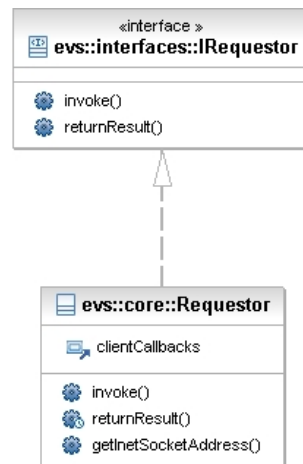 «interface »
evs::interfaces::IRequestor
invoke()
returnResult()
evs::core::Requestor
clientCallbacks
invoke()
returnResult()
getInetSocketAddress()